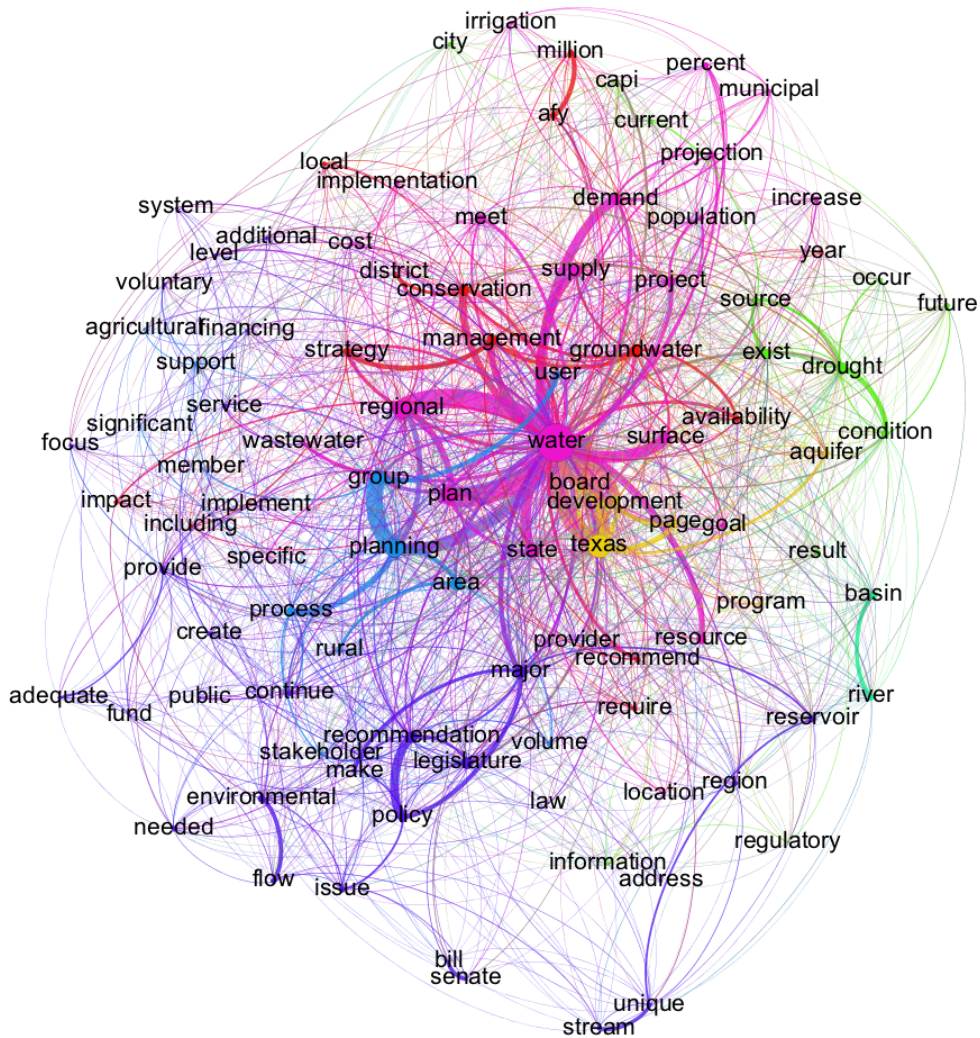 irrigation
city
million
percent
capi
municipal
afy
current
projection
local
implementation
demand
increase
system
meet
population
additional
cost
level
year
district
supply
voluntary
conservation
project
occur
source
future
agricultural
financing
management
strategy
groundwater
exist
support
user
drought
service
regional
availability
significant
water
surface
condition
focus
wastewater
aquifer
member
group
board
impact
implement
plan
development
including
page
goal
planning
state
texas
specific
result
provide
area
basin
process
program
create
rural
provider
resource
recommend
adequate
public
continue
major
river
fund
require
reservoir
recommendation
stakeholder
volume
make
legislature
region
environmental
law
location
needed
policy
regulatory
information
flow
issue
address
bill
senate
unique
stream